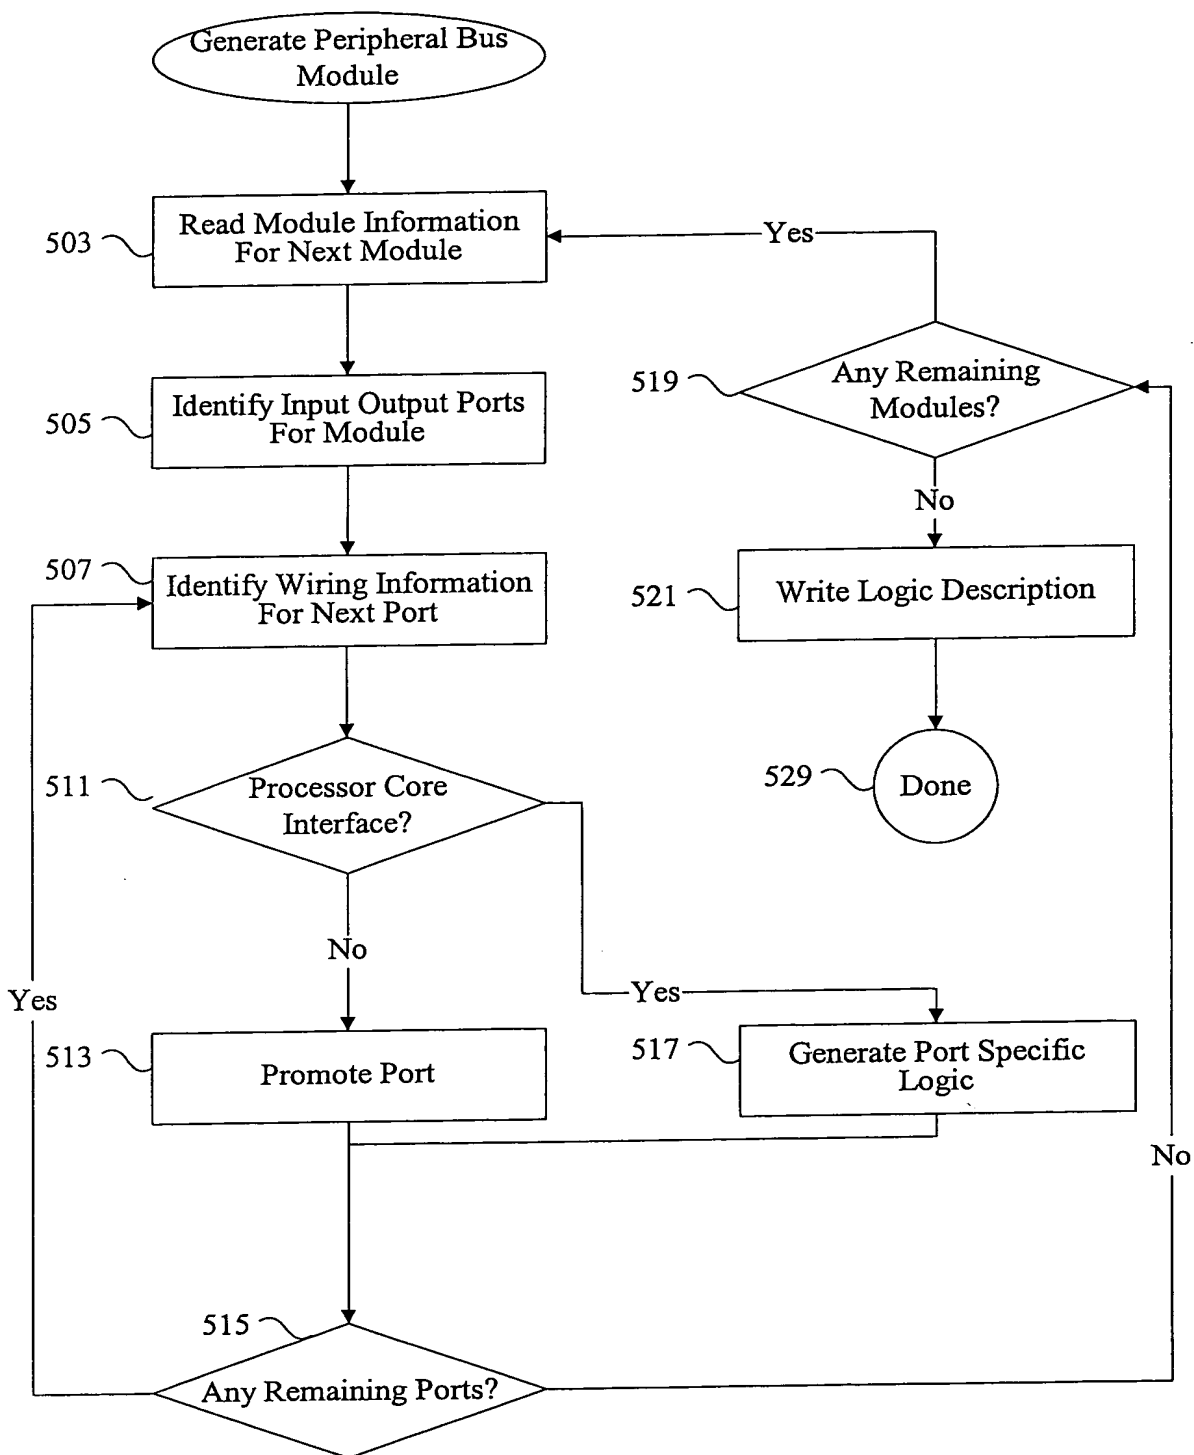 Generate Peripheral Bus
Module
503
Read Module Information
For Next Module
Yes
505
Identify Input Output Ports
For Module
519
Any Remaining
Modules?
No
507
Identify Wiring Information
For Next Port
521
Write Logic Description
511
Processor Core
Interface?
529
Done
No
Yes
Yes
513
Promote Port
517
Generate Port Specific
Logic
No
515
Any Remaining Ports?